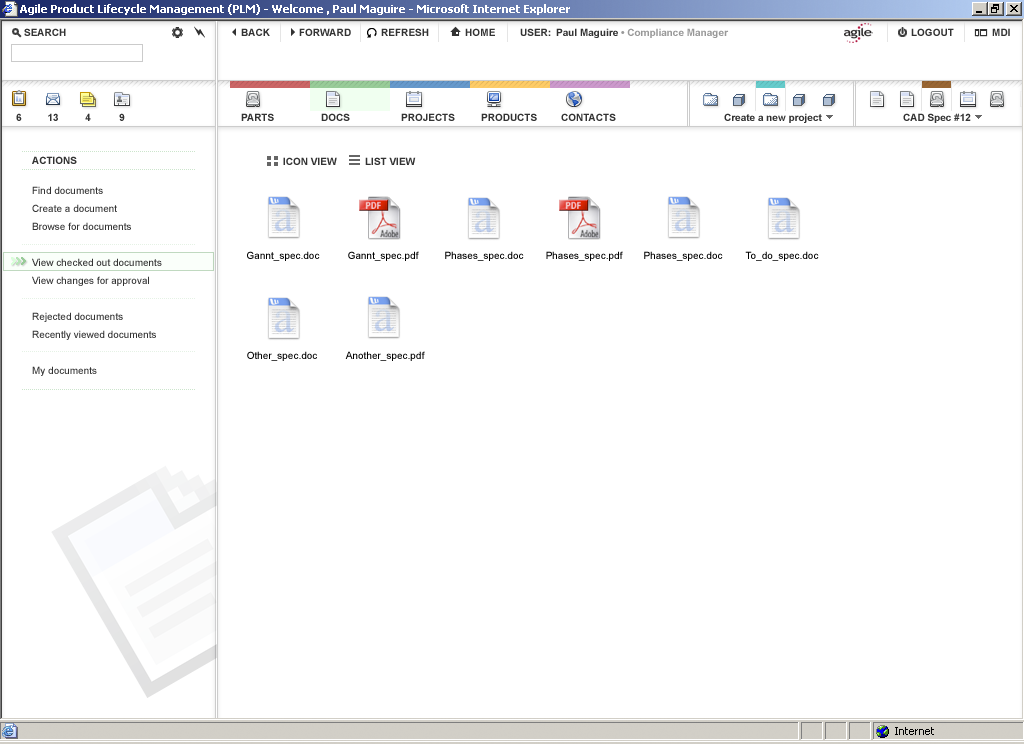 Agile Product Lifecycle Management (PLM) - Welcome , Paul Maguire - Microsoft Internet Explorer
SEARCH
BACK FORWARD REFRESH HOME USER: Paul Maguire • Compliance Manager agile LOGOUT MDI
6 13 4 9
PARTS DOCS PROJECTS PRODUCTS CONTACTS Create a new project CAD Spec #12
ACTIONS
Find documents
Create a document
Browse for documents
View checked out documents
View changes for approval
Rejected documents
Recently viewed documents
My documents
ICON VIEW LIST VIEW
PDF Adobe PDF Adobe
Gannt_spec.doc Gannt_spec.pdf Phases_spec.doc Phases_spec.pdf Phases_spec.doc To_do_spec.doc
Other_spec.doc Another_spec.pdf
Internet